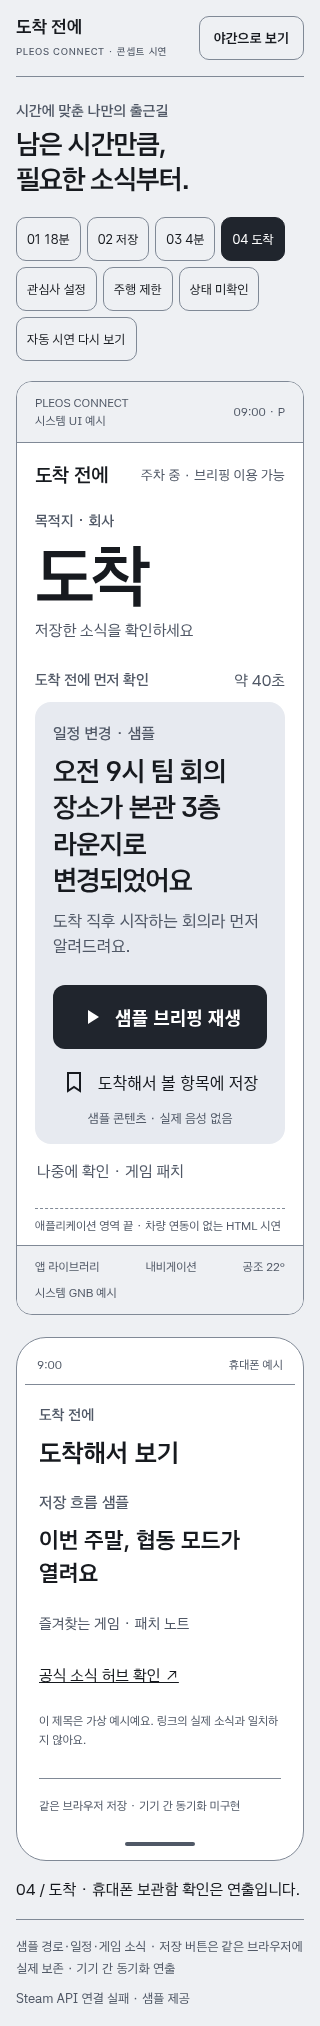 도착 전에
야간으로 보기
PLEOS CONNECT · 콘셉트 시연
시간에 맞춘 나만의 출근길
남은 시간만큼,
필요한 소식부터.
01 18분
02 저장
03 4분
04 도착
관심사 설정
주행 제한
상태 미확인
자동 시연 다시 보기
PLEOS CONNECT
시스템 UI 예시
09:00 · P
도착 전에
주차 중 · 브리핑 이용 가능
목적지 · 회사
도착
저장한 소식을 확인하세요
도착 전에 먼저 확인
약 40초
일정 변경 · 샘플
오전 9시 팀 회의
장소가 본관 3층
라운지로
변경되었어요
도착 직후 시작하는 회의라 먼저
알려드려요.
샘플 브리핑 재생
도착해서 볼 항목에 저장
샘플 콘텐츠 · 실제 음성 없음
나중에 확인 · 게임 패치
애플리케이션 영역 끝 · 차량 연동이 없는 HTML 시연
앱 라이브러리
내비게이션
공조 22°
시스템 GNB 예시
9:00
휴대폰 예시
도착 전에
도착해서 보기
저장 흐름 샘플
이번 주말, 협동 모드가
열려요
즐겨찾는 게임 · 패치 노트
공식 소식 허브 확인 ↗
이 제목은 가상 예시예요. 링크의 실제 소식과 일치하
지 않아요.
같은 브라우저 저장 · 기기 간 동기화 미구현
04 / 도착 · 휴대폰 보관함 확인은 연출입니다.
샘플 경로·일정·게임 소식 · 저장 버튼은 같은 브라우저에
실제 보존 · 기기 간 동기화 연출
Steam API 연결 실패 · 샘플 제공